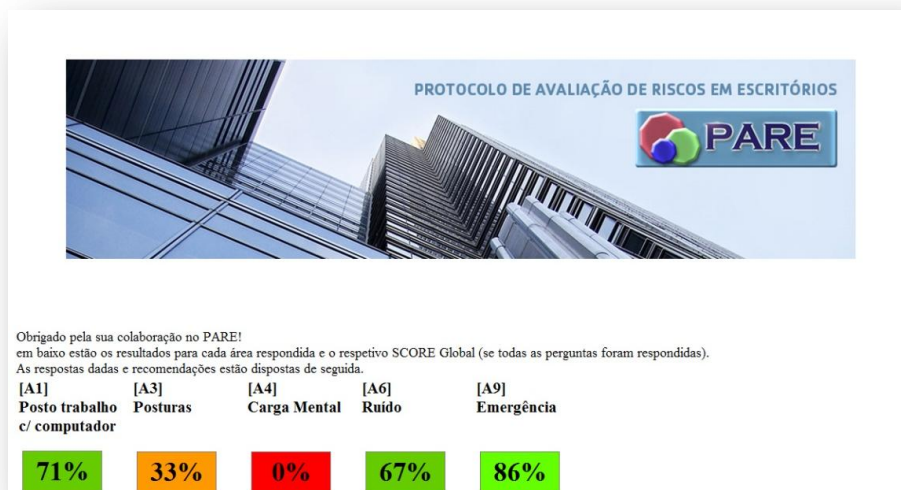 PROTOCOLO DE AVALIAÇÃO DE RISCOS EM ESCRITÓRIOS
PARE
Obrigado pela sua colaboração no PARE!
em baixo estão os resultados para cada área respondida e o respetivo SCORE Global (se todas as perguntas foram respondidas).
As respostas dadas e recomendações estão dispostas de seguida.
[A1] [A3] [A4] [A6] [A9]
Posto trabalho Posturas Carga Mental Ruído Emergência
c/ computador
71% 33% 0% 67% 86%